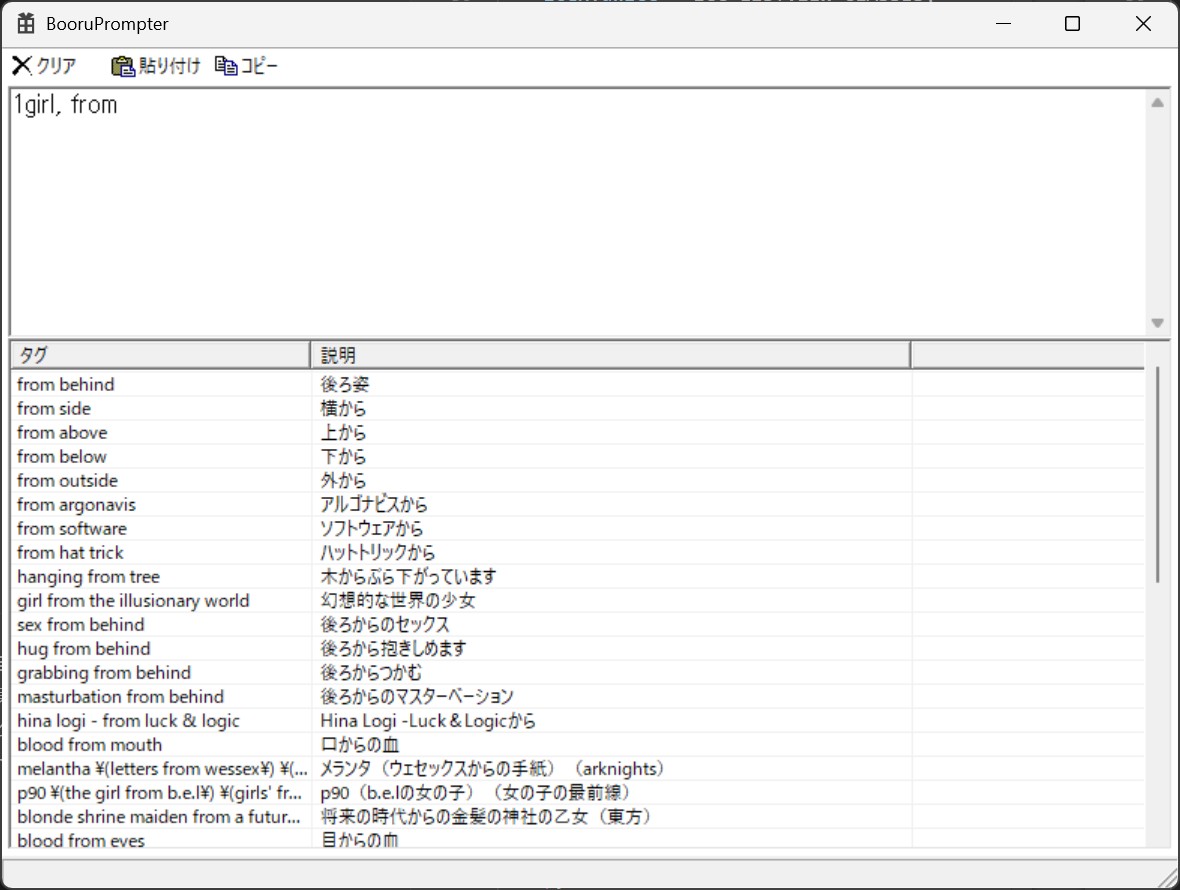 BooruPrompter
クリア 貼り付け コピー
1girl, from
タグ 説明
from behind 後ろ姿
from side 横から
from above 上から
from below 下から
from outside 外から
from argonavis アルゴナビスから
from software ソフトウェアから
from hat trick ハットトリックから
hanging from tree 木からぶら下がっています
girl from the illusionary world 幻想的な世界の少女
sex from behind 後ろからのセックス
hug from behind 後ろから抱きしめます
grabbing from behind 後ろからつかむ
masturbation from behind 後ろからのマスターベーション
hina logi - from luck & logic Hina Logi -Luck＆Logicから
blood from mouth 口からの血
melantha ¥(letters from wessex¥) ¥(... メランタ（ウェセックスからの手紙）（arknights）
p90 ¥(the girl from b.e.l¥) ¥(girls' fr... p90（b.e.lの女の子）（女の子の最前線）
blonde shrine maiden from a futur... 将来の時代からの金髪の神社の乙女（東方）
blood from eyes 目からの血